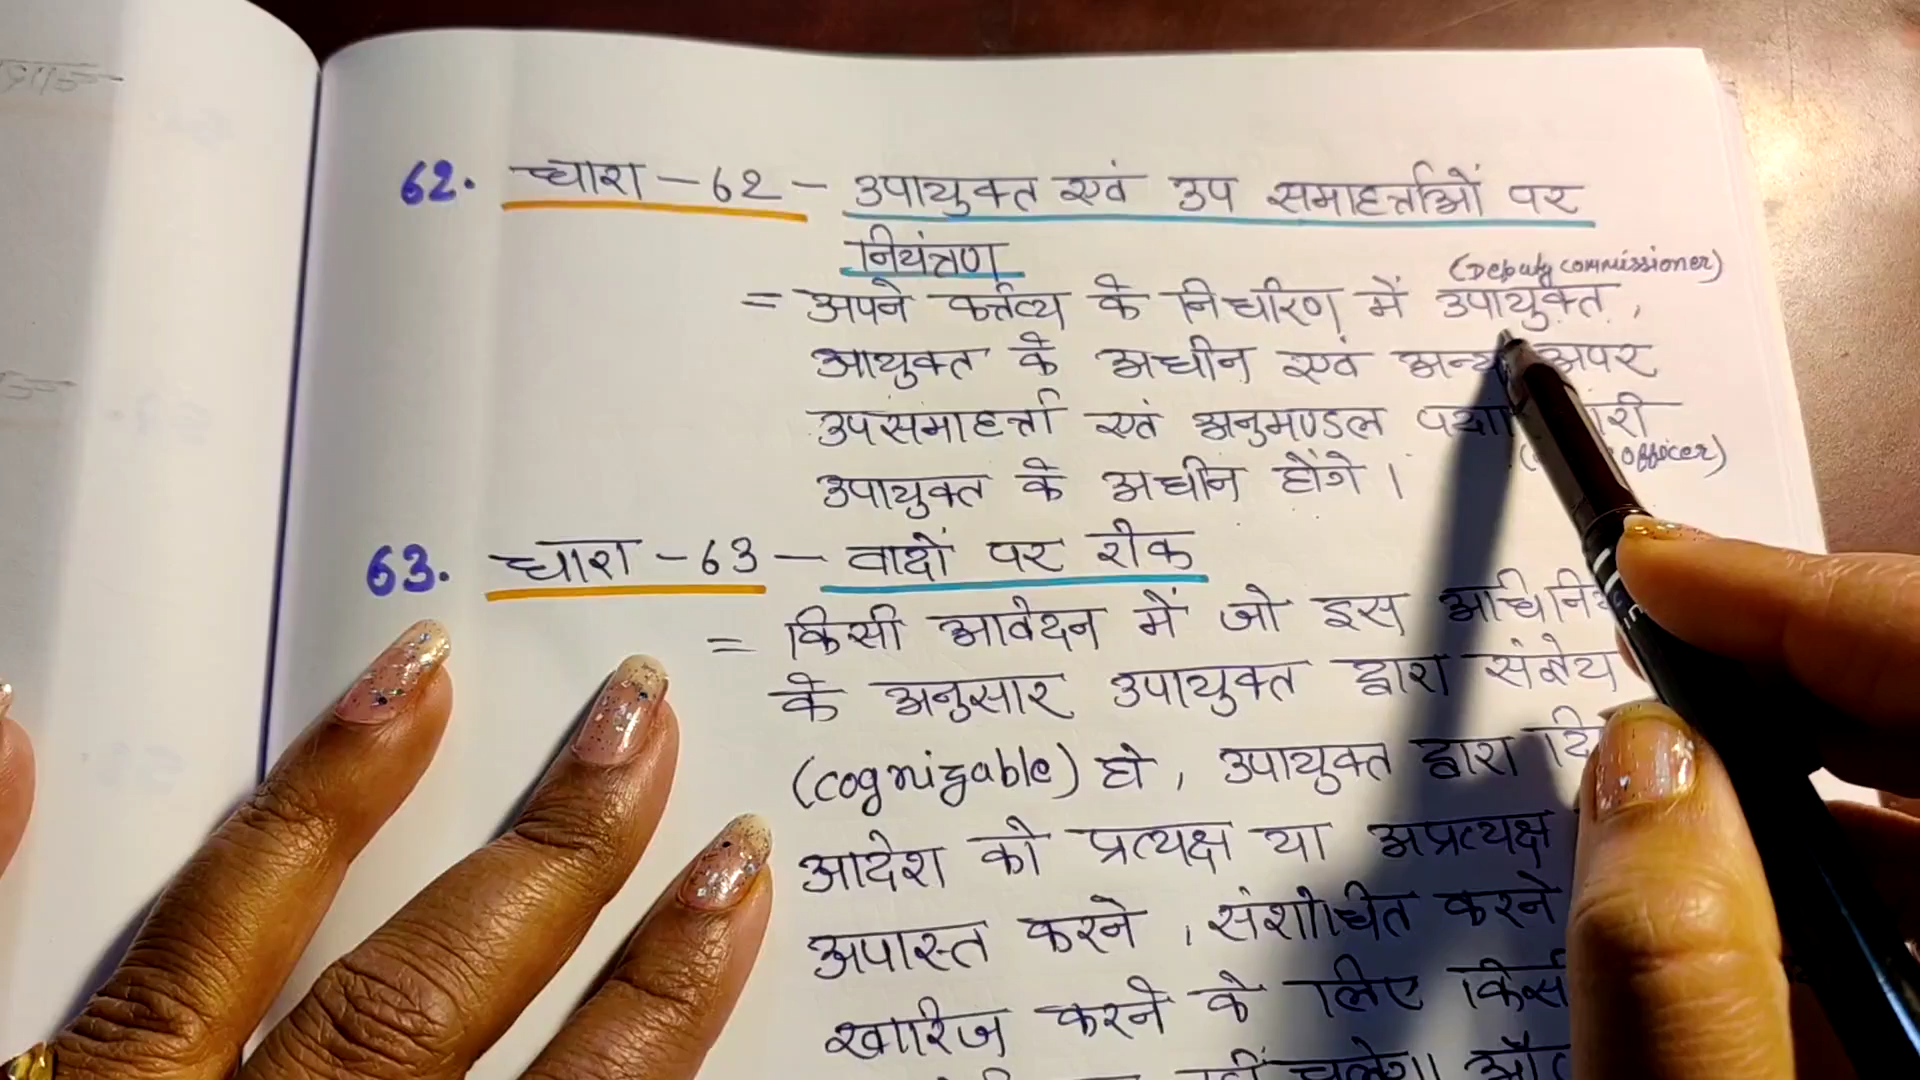 62. धारा - 62 - उपायुक्त एवं उप समाहर्त्ताओं पर
नियंत्रण
(Deputy commissioner)
= अपने कर्त्तव्य के निर्धारण में उपायुक्त,
आयुक्त के अधीन एवं अन्य अपर
उपसमाहर्त्ता एवं अनुमण्डल
officer)
उपायुक्त के अधीन होंगे।
63. धारा - 63 - वादों पर रोक
= किसी आवेदन में जो इस
के अनुसार उपायुक्त द्वारा संज्ञेय
(cognizable) हो, उपायुक्त द्वारा
आदेश को प्रत्यक्ष या अप्रत्यक्ष
अपास्त करने, संशोधित करने
खारिज करने के लिए